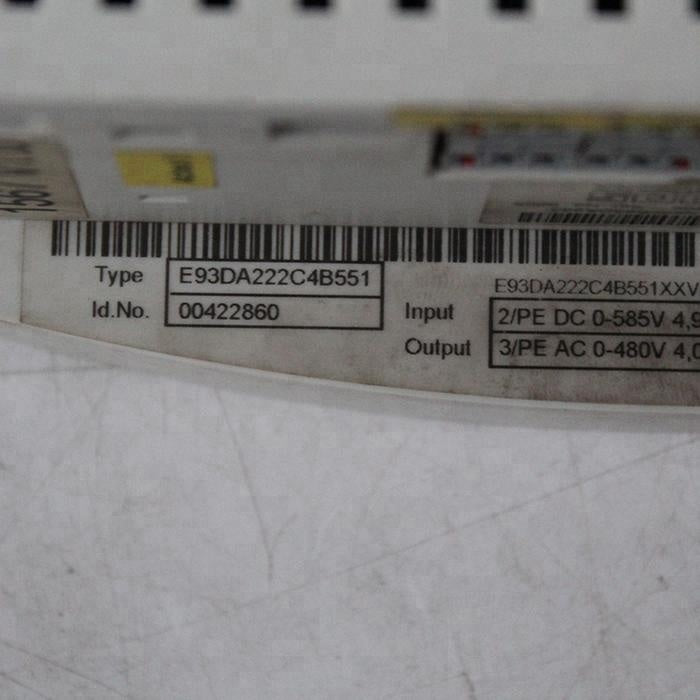 Type E93DA222C4B551
E93DA222C4B551XXV
Id.No. 00422860
Input 2/PE DC 0-585V 4,9
Output 3/PE AC 0-480V 4,0